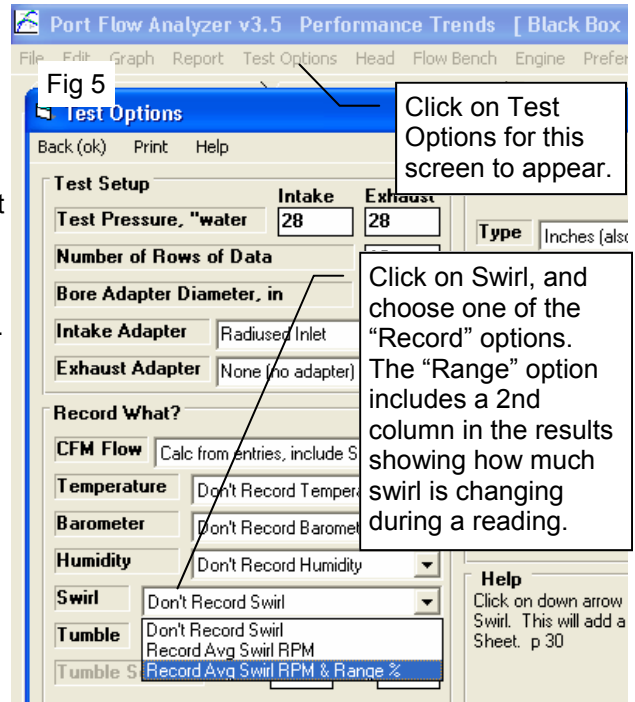 Port Flow Analyzer v3.5 Performance Trends [ Black Box
File Edit Graph Report Test Options Head Flow Bench Engine Prefer
Fig 5
Test Options
Click on Test
Options for this
screen to appear.
Back (ok) Print Help
Test Setup
Intake Exhaust
Test Pressure, "water 28 28
Type Inches (also
Number of Rows of Data
Bore Adapter Diameter, in
Intake Adapter Radiused Inlet
Exhaust Adapter None (no adapter)
Click on Swirl, and
choose one of the
“Record” options.
The “Range” option
includes a 2nd
column in the results
showing how much
swirl is changing
during a reading.
Record What?
CFM Flow Calc from entries, include S
Temperature Don't Record Tempera
Barometer Don't Record Baromet
Humidity Don't Record Humidity
Swirl Don't Record Swirl
Tumble Don't Record Swirl
Record Avg Swirl RPM
Tumble S Record Avg Swirl RPM & Range %
Help
Click on down arrow
Swirl. This will add a
Sheet. p 30